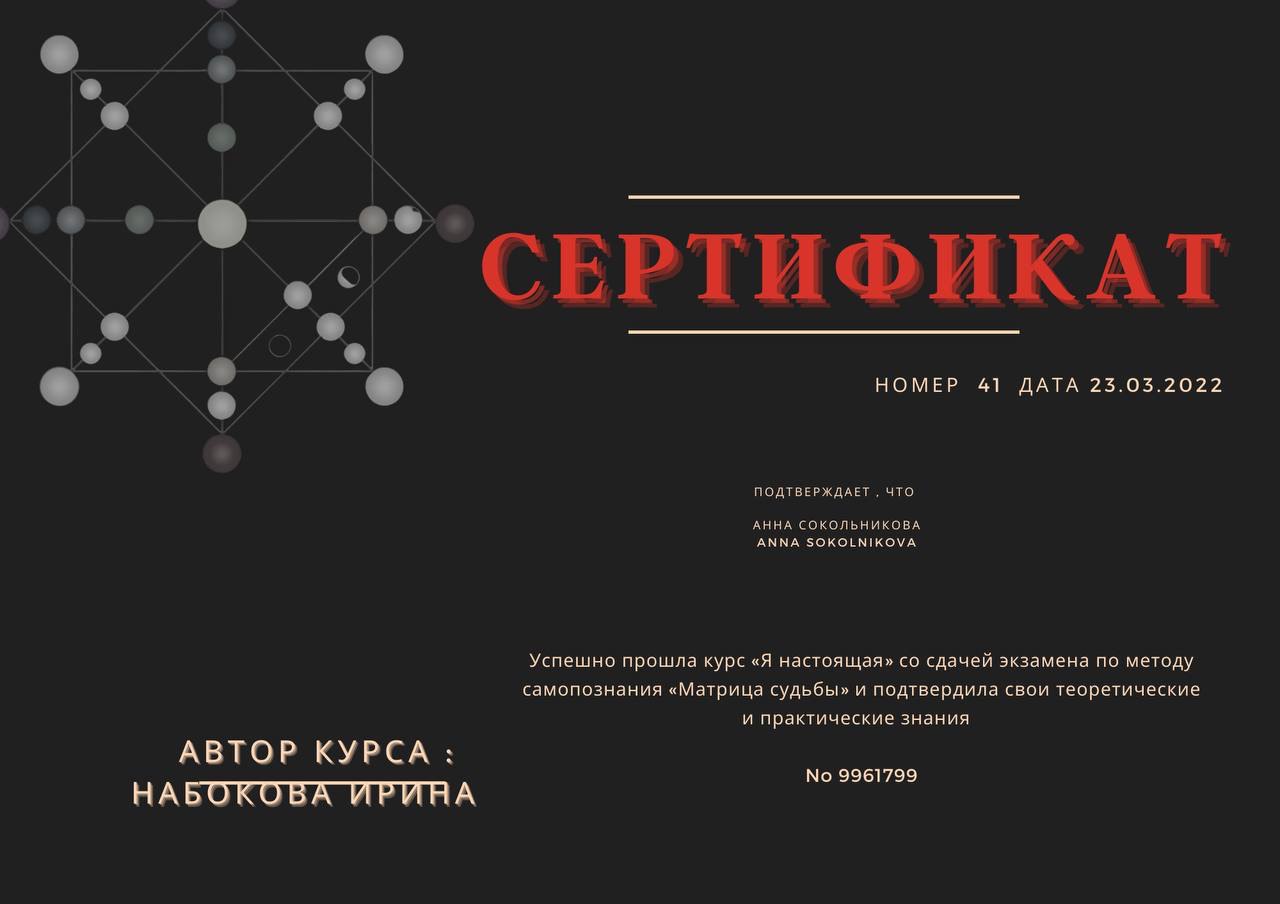 СЕРТИФИКАТ
НОМЕР 41 ДАТА 23.03.2022
ПОДТВЕРЖДАЕТ , ЧТО
АННА СОКОЛЬНИКОВА
ANNA SOKOLNIKOVA
Успешно прошла курс «Я настоящая» со сдачей экзамена по методу
самопознания «Матрица судьбы» и подтвердила свои теоретические
и практические знания
No 9961799
АВТОР КУРСА :
НАБОКОВА ИРИНА